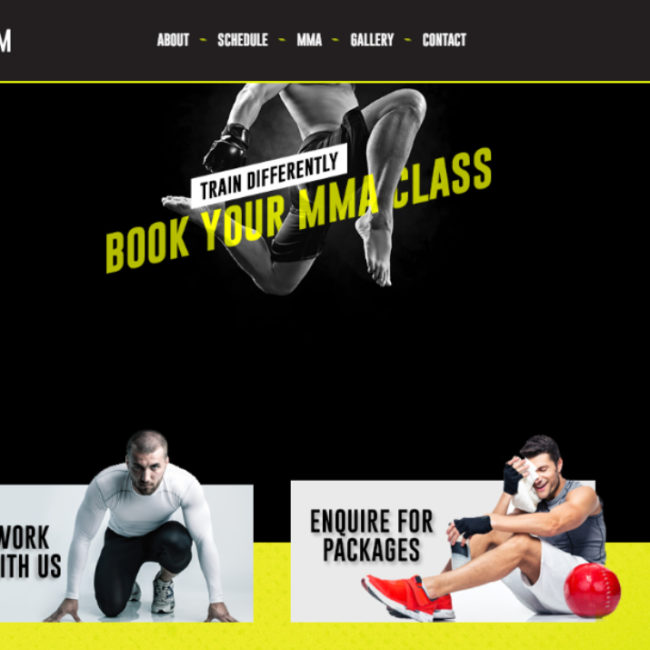 M
ABOUT ~ SCHEDULE ~ MMA ~ GALLERY ~ CONTACT
TRAIN DIFFERENTLY
BOOK YOUR MMA CLASS
WORK
ITH US
ENQUIRE FOR
PACKAGES